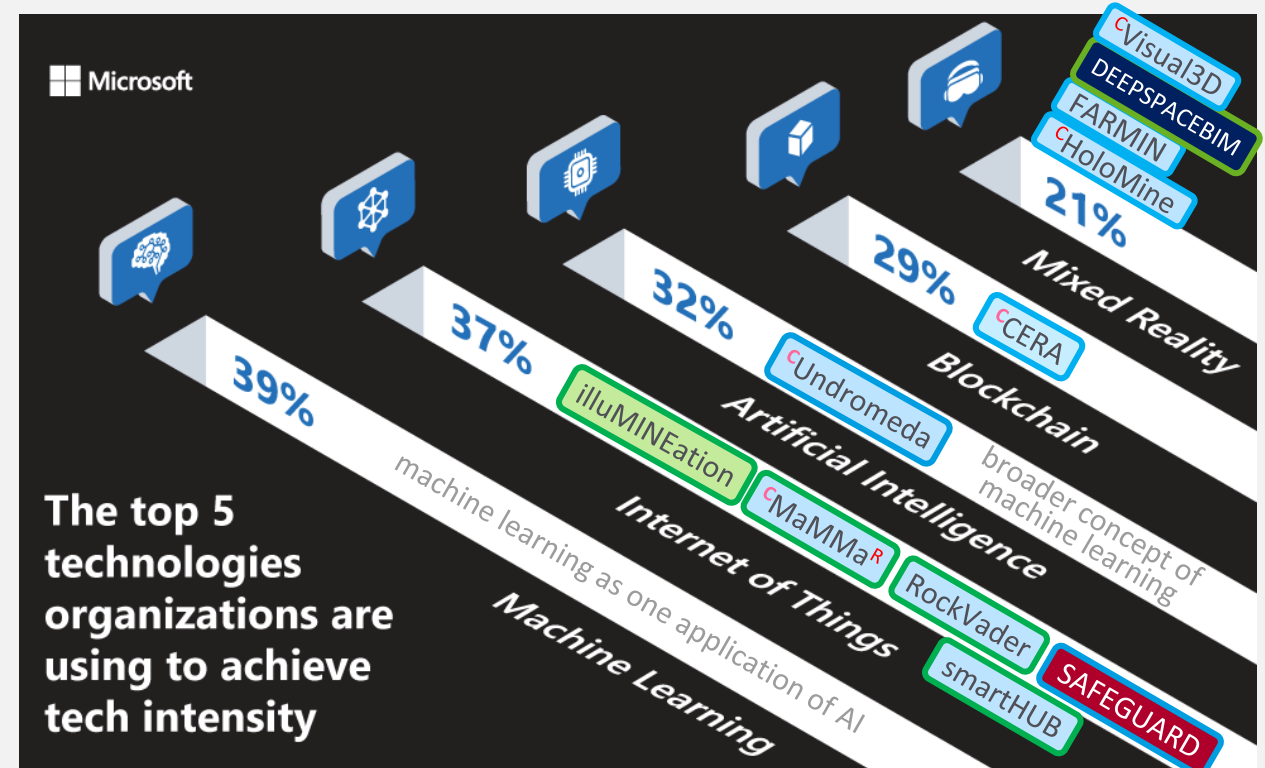 Microsoft
The top 5
technologies
organizations are
using to achieve
tech intensity
39%
machine learning as one application of AI
Machine Learning
37%
illuMINEation
CMaMMaR
RockVader
smartHUB
SAFEGUARD
Internet of Things
32%
CUndromeda
broader concept of
machine learning
Artificial Intelligence
29%
CCERA
Blockchain
21%
CVisual3D
DEEPSPACEBIM
FARMIN
CHoloMine
Mixed Reality